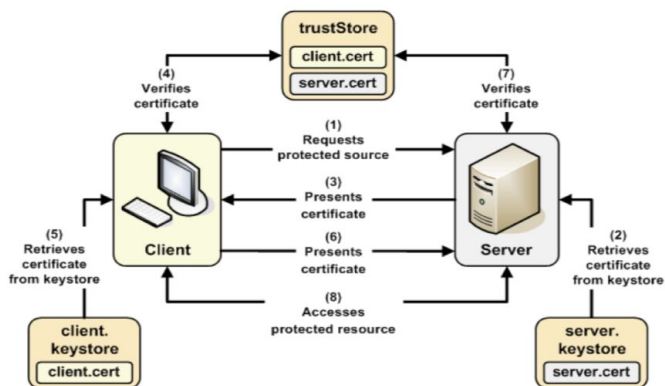 trustStore
client.cert
server.cert
(4)
Verifies
certificate
(7)
Verifies
certificate
(1)
Requests
protected source
(3)
Presents
certificate
(6)
Presents
certificate
(8)
Accesses
protected resource
Client
Server
(5)
Retrieves
certificate
from keystore
(2)
Retrieves
certificate
from keystore
client.
keystore
client.cert
server.
keystore
server.cert